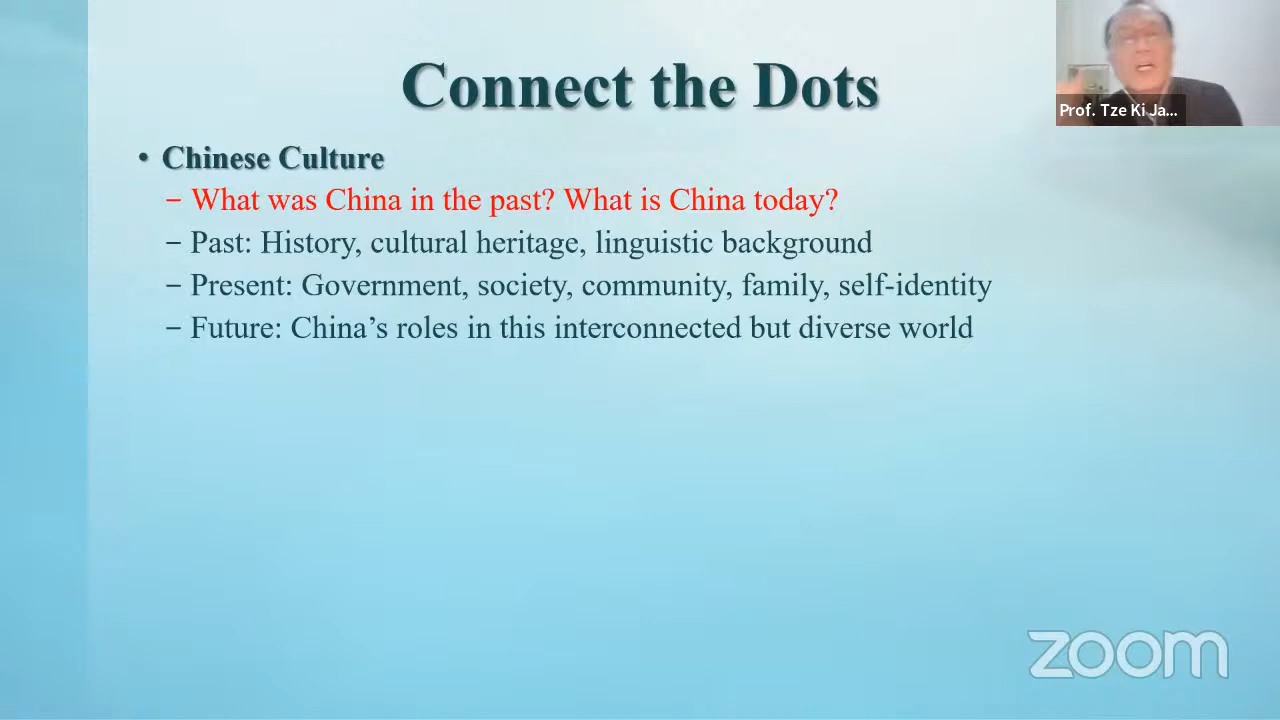 Connect the Dots
Prof. Tze Ki Ja...
• Chinese Culture
– What was China in the past? What is China today?
– Past: History, cultural heritage, linguistic background
– Present: Government, society, community, family, self-identity
– Future: China’s roles in this interconnected but diverse world
zoom